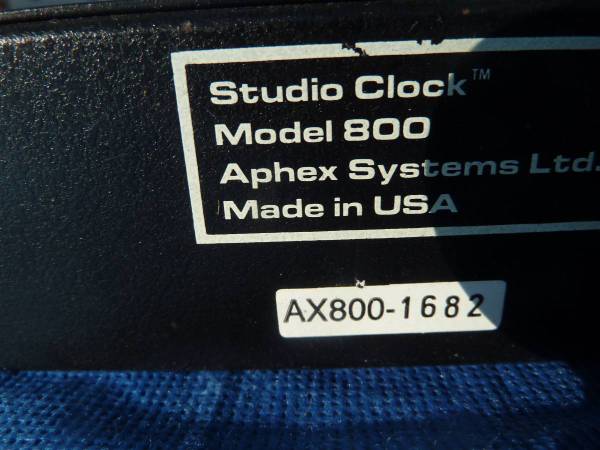 Studio Clock™
Model 800
Aphex Systems Ltd.
Made in USA
AX800-1682